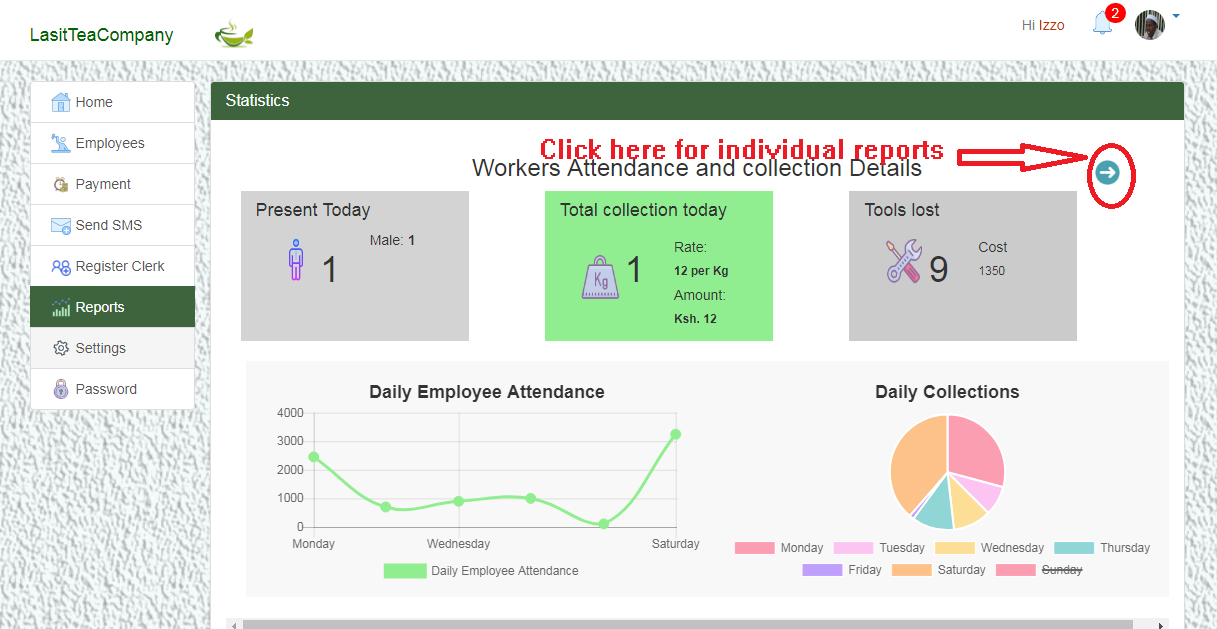 LasitTeaCompany
Hi Izzo
2
Home
Employees
Payment
Send SMS
Register Clerk
Reports
Settings
Password
Statistics
Click here for individual reports
Workers Attendance and collection Details
Present Today
Male: 1
1
Total collection today
Kg
1
Rate:
12 per Kg
Amount:
Ksh. 12
Tools lost
9
Cost
1350
Daily Employee Attendance
4000
3000
2000
1000
0
Monday Wednesday Saturday
Daily Employee Attendance
Daily Collections
Monday Tuesday Wednesday Thursday
Friday Saturday Sunday